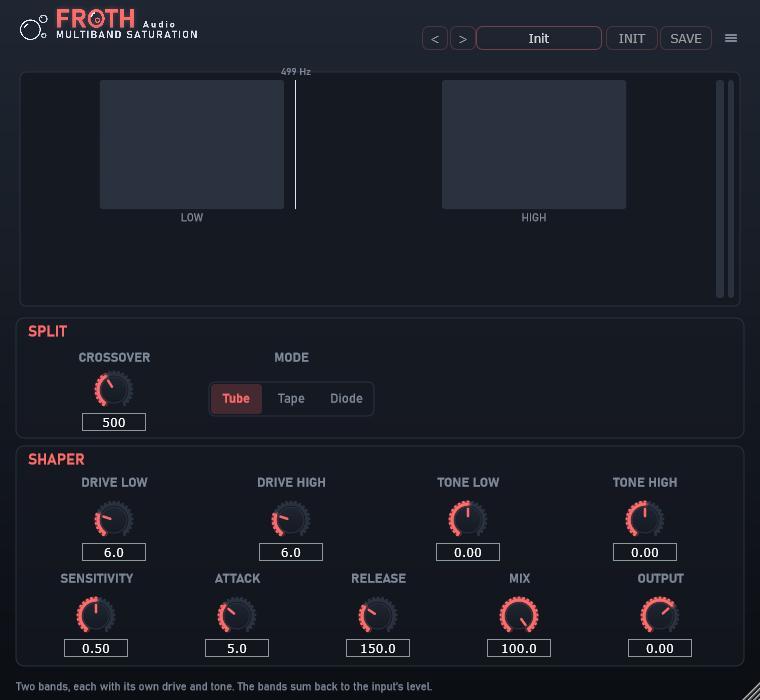 FROTH Audio
MULTIBAND SATURATION
< > Init INIT SAVE
499 Hz
LOW HIGH
SPLIT
CROSSOVER MODE
Tube Tape Diode
500
SHAPER
DRIVE LOW DRIVE HIGH TONE LOW TONE HIGH
6.0 6.0 0.00 0.00
SENSITIVITY ATTACK RELEASE MIX OUTPUT
0.50 5.0 150.0 100.0 0.00
Two bands, each with its own drive and tone. The bands sum back to the input's level.